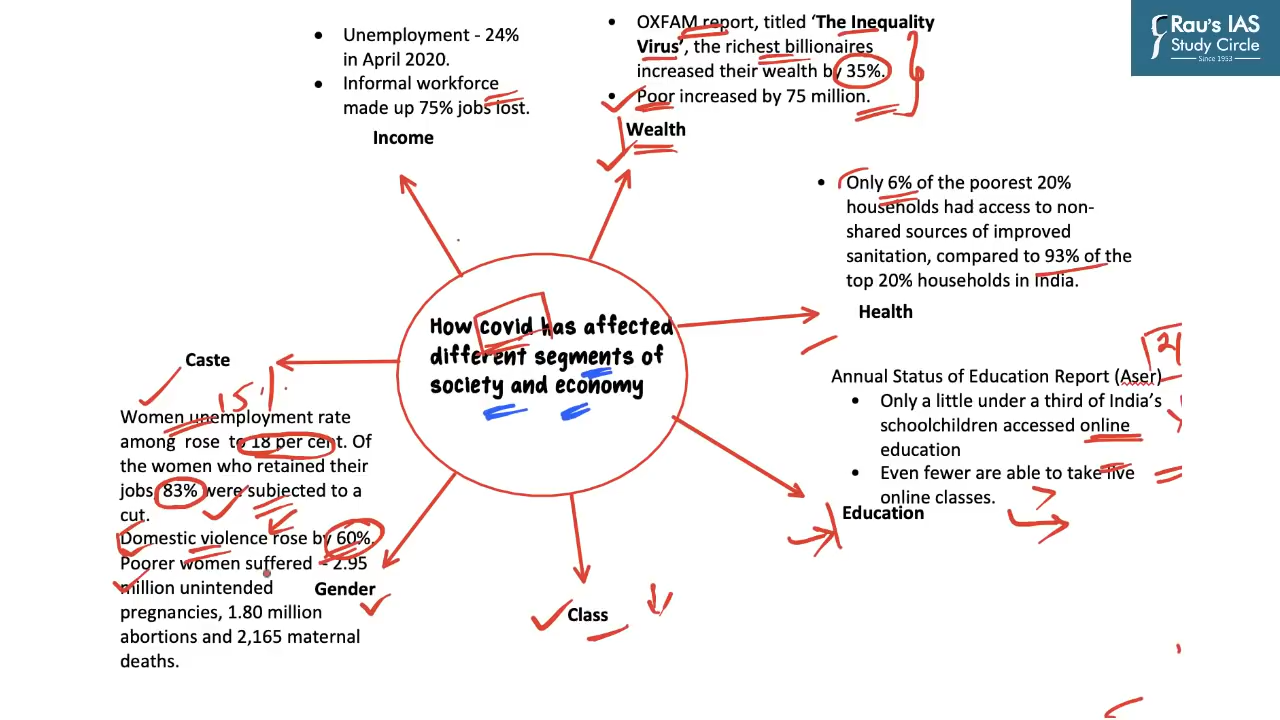 • Unemployment - 24%
in April 2020.
• Informal workforce
made up 75% jobs lost.
Income
• OXFAM report, titled ‘The Inequality
Virus’, the richest billionaires
increased their wealth by 35%.
• Poor increased by 75 million.
Wealth
Rau's IAS
Study Circle
Since 1953
• Only 6% of the poorest 20%
households had access to non-
shared sources of improved
sanitation, compared to 93% of the
top 20% households in India.
Health
How covid has affected
different segments of
society and economy
Caste
15%
Women unemployment rate
among rose to 18 per cent. Of
the women who retained their
jobs 83% were subjected to a
cut.
Domestic violence rose by 60%.
Poorer women suffered - 2.95
million unintended
pregnancies, 1.80 million
abortions and 2,165 maternal
deaths.
Gender
Class
Annual Status of Education Report (Aser)
• Only a little under a third of India’s
schoolchildren accessed online
education
• Even fewer are able to take live
online classes.
Education